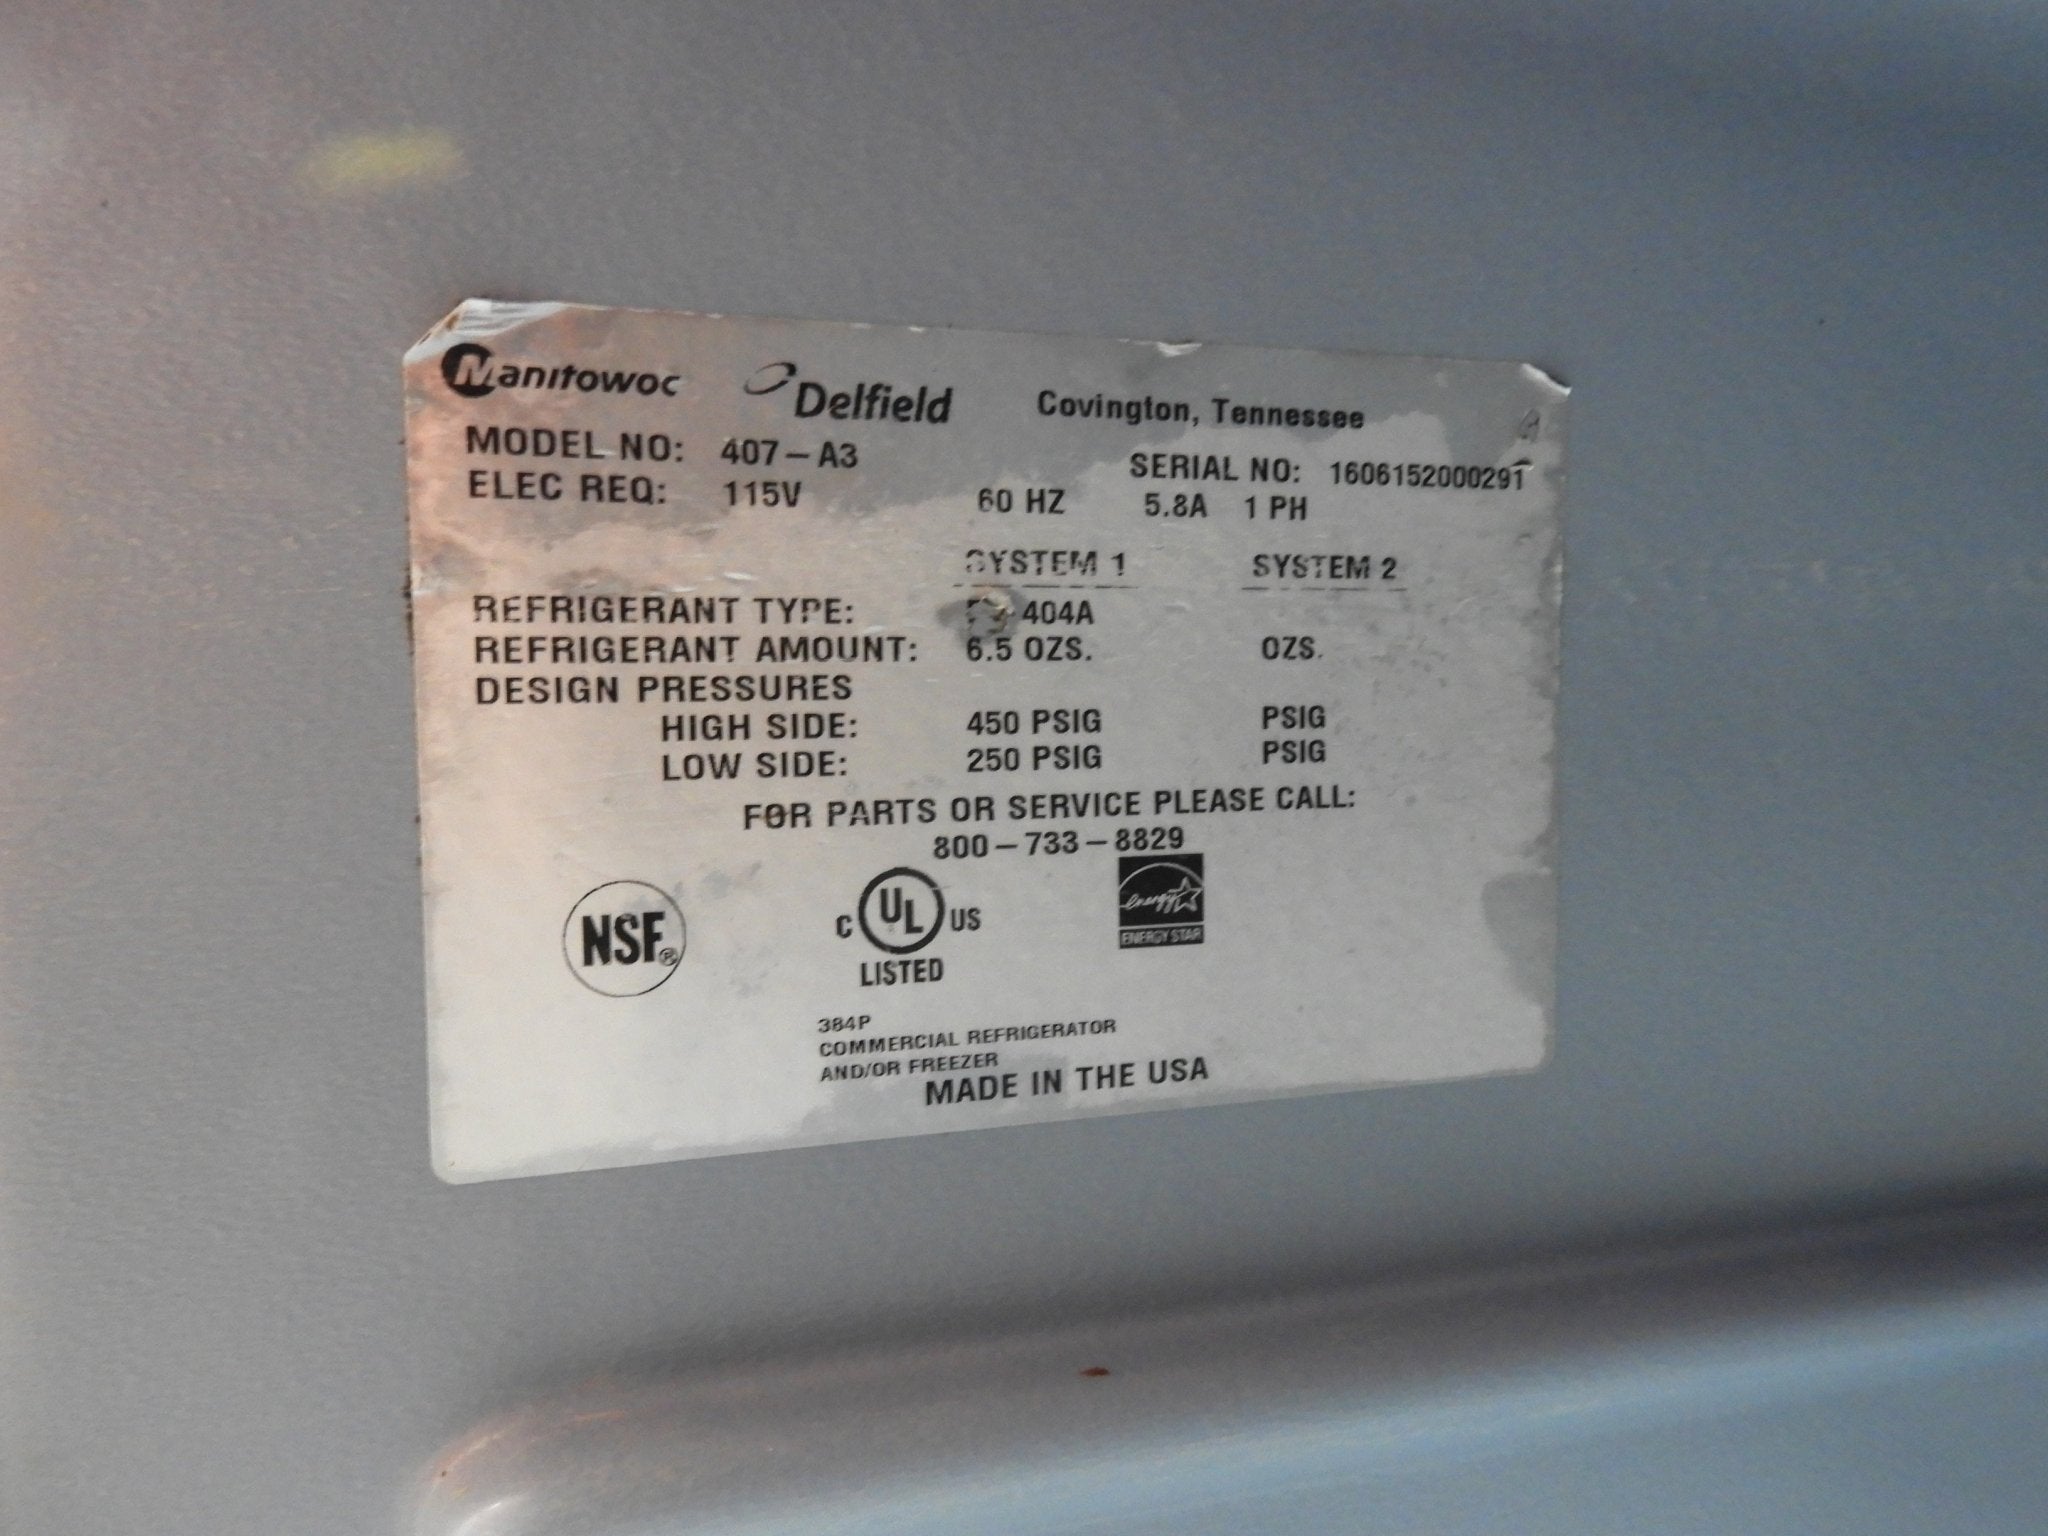 Manitowoc Delfield Covington, Tennessee
MODEL NO: 407-A3 SERIAL NO: 1606152000291
ELEC REQ: 115V 60 HZ 5.8A 1 PH
SYSTEM 1 SYSTEM 2
REFRIGERANT TYPE: 404A
REFRIGERANT AMOUNT: 6.5 OZS. OZS.
DESIGN PRESSURES
HIGH SIDE: 450 PSIG PSIG
LOW SIDE: 250 PSIG PSIG
FOR PARTS OR SERVICE PLEASE CALL:
800-733-8829
NSF®
C UL US
LISTED
energy
ENERGY STAR
384P
COMMERCIAL REFRIGERATOR
AND/OR FREEZER
MADE IN THE USA